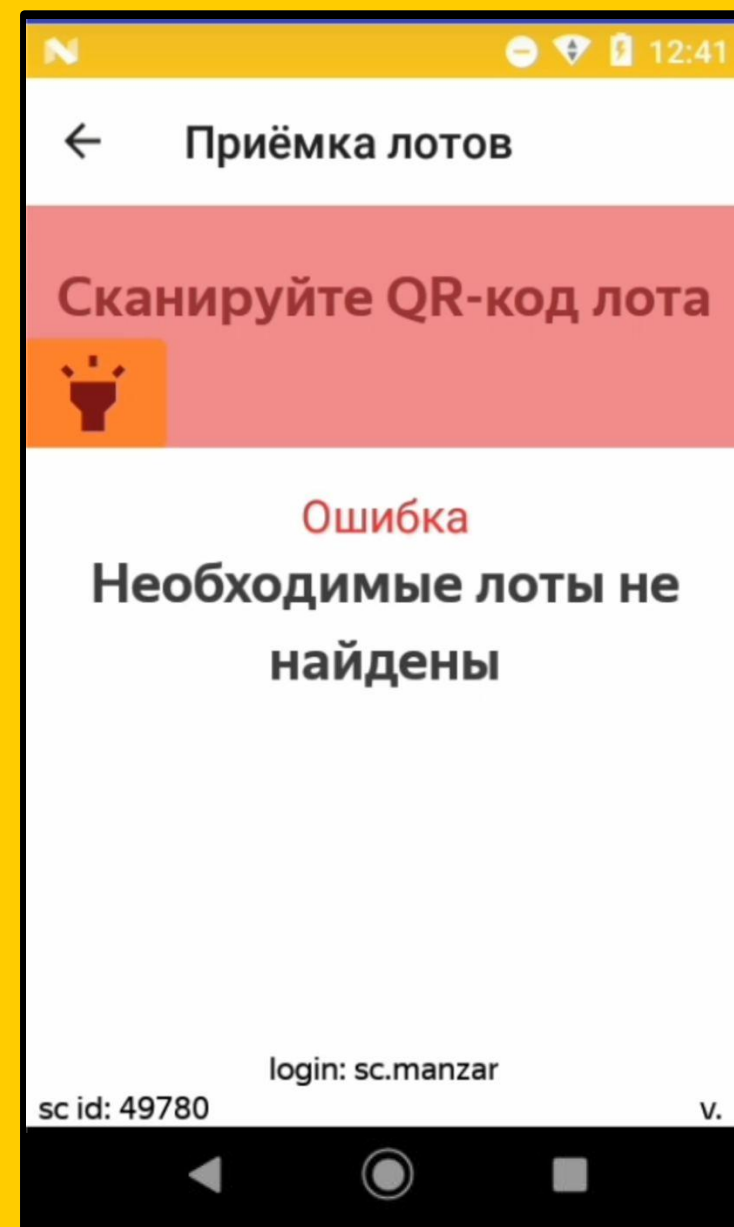 12:41
Приёмка лотов
Сканируйте QR-код лота
Ошибка
Необходимые лоты не
найдены
login: sc.manzar
sc id: 49780
v.